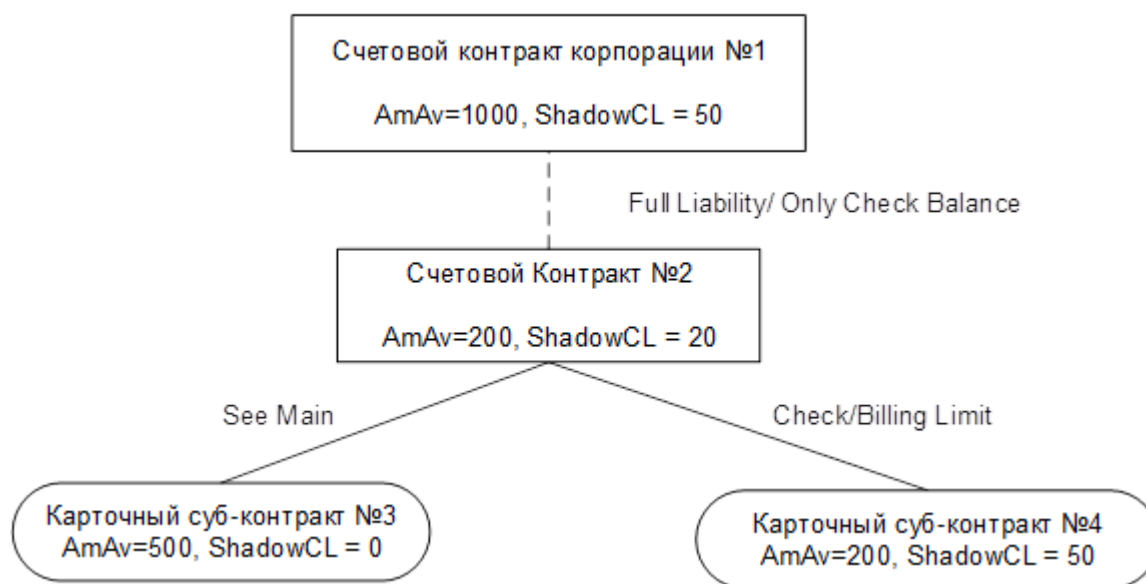 Счетовой контракт корпорации №1
AmAv=1000, ShadowCL = 50
Full Liability/ Only Check Balance
Счетовой Контракт №2
AmAv=200, ShadowCL = 20
See Main
Check/Billing Limit
Карточный суб-контракт №3
AmAv=500, ShadowCL = 0
Карточный суб-контракт №4
AmAv=200, ShadowCL = 50